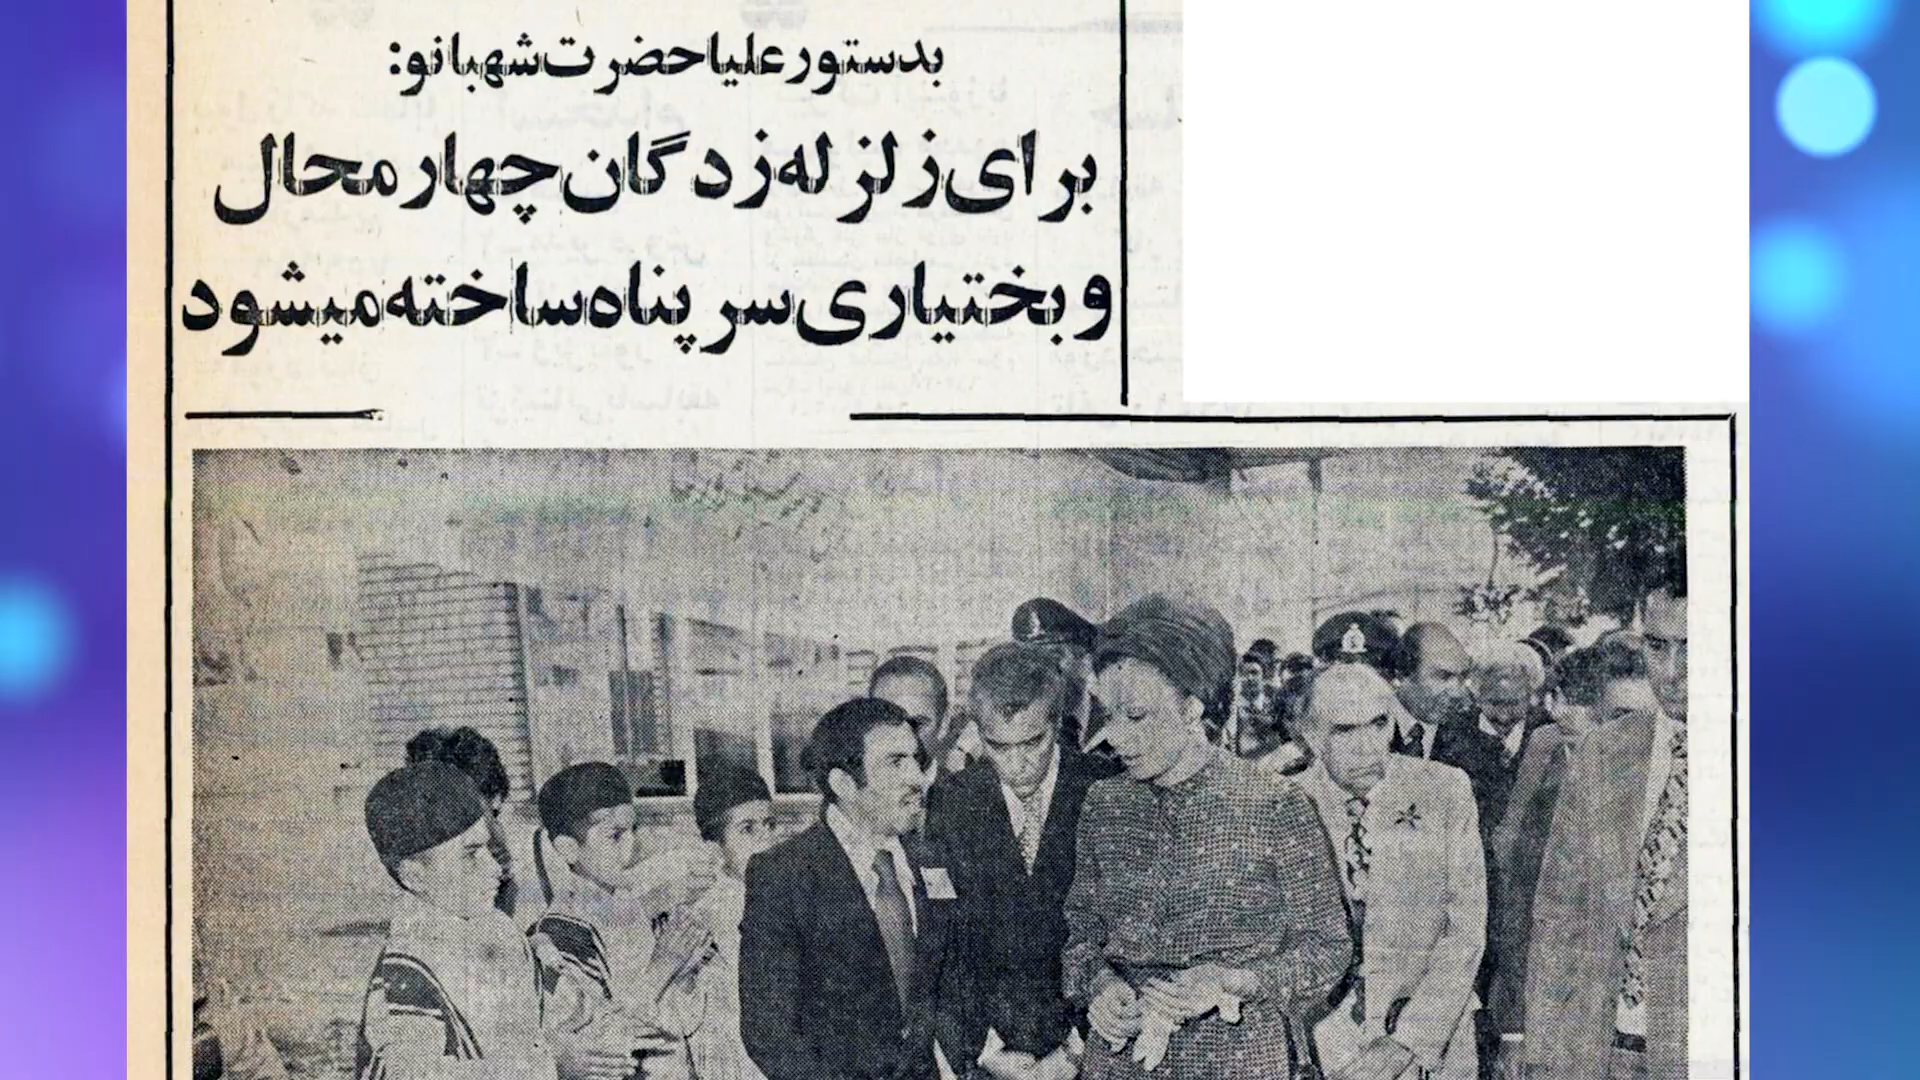 بدستور علیاحضرت شهبانو:
برای زلزله‌زدگان چهارمحال
و بختیاری سرپناه ساخته میشود